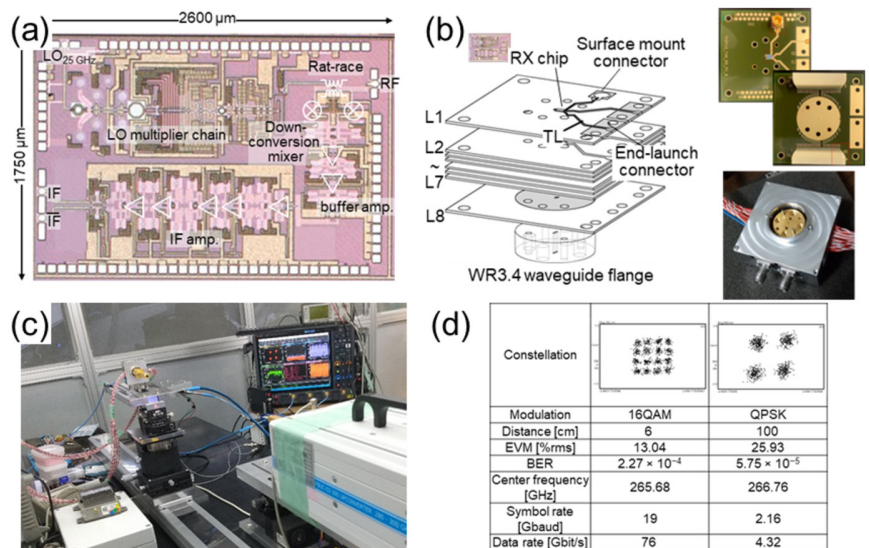 (a)
2600 µm
1750 µm
LO25 GHz
Rat-race
RF
LO multiplier chain
Down-
conversion
mixer
buffer amp.
IF
IF
IF amp.
(b)
Surface mount
connector
RX chip
L1
TL
L2
End-launch
connector
~
L7
L8
WR3.4 waveguide flange
(c)
(d)
Constellation
Modulation 16QAM QPSK
Distance [cm] 6 100
EVM [%rms] 13.04 25.93
BER 2.27 × 10⁻⁴ 5.75 × 10⁻⁵
Center frequency
[GHz] 265.68 266.76
Symbol rate
[Gbaud] 19 2.16
Data rate [Gbit/s] 76 4.32